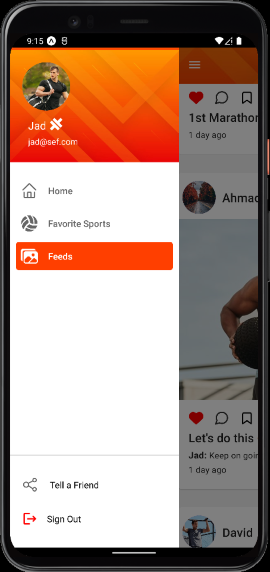 9:15
Jad
jad@sef.com
Home
Favorite Sports
Feeds
Tell a Friend
Sign Out
1st Marathon
1 day ago
Ahmad
Let's do this
Jad: Keep on goin
1 day ago
David